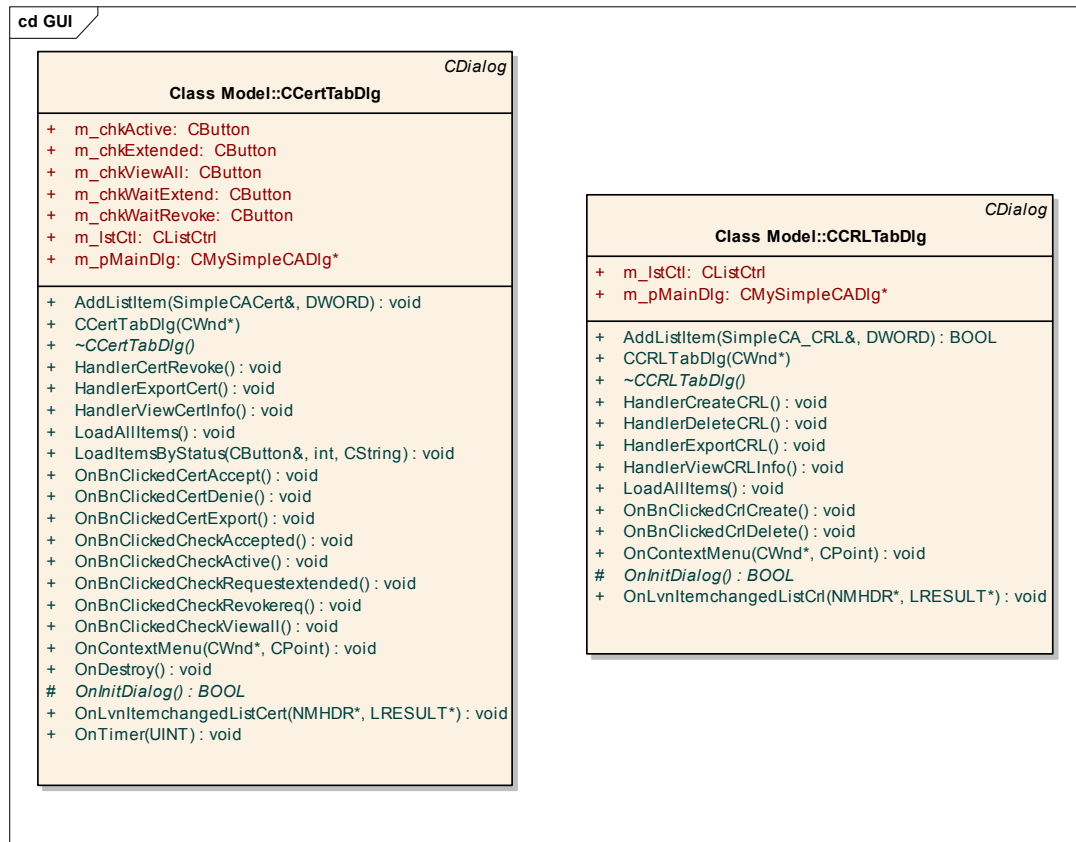 cd GUI
CDialog
Class Model::CCertTabDlg
+ m_chkActive: CButton
+ m_chkExtended: CButton
+ m_chkViewAll: CButton
+ m_chkWaitExtend: CButton
+ m_chkWaitRevoke: CButton
+ m_lstCtl: CListCtrl
+ m_pMainDlg: CMySimpleCADlg*
+ AddListItem(SimpleCACert&, DWORD) : void
+ CCertTabDlg(CWnd*)
+ ~CCertTabDlg()
+ HandlerCertRevoke() : void
+ HandlerExportCert() : void
+ HandlerViewCertInfo() : void
+ LoadAllItems() : void
+ LoadItemsByStatus(CButton&, int, CString) : void
+ OnBnClickedCertAccept() : void
+ OnBnClickedCertDenie() : void
+ OnBnClickedCertExport() : void
+ OnBnClickedCheckAccepted() : void
+ OnBnClickedCheckActive() : void
+ OnBnClickedCheckRequestextended() : void
+ OnBnClickedCheckRevokereq() : void
+ OnBnClickedCheckViewall() : void
+ OnContextMenu(CWnd*, CPoint) : void
+ OnDestroy() : void
# OnInitDialog() : BOOL
+ OnLvnItemchangedListCert(NMHDR*, LRESULT*) : void
+ OnTimer(UINT) : void
CDialog
Class Model::CCRLTabDlg
+ m_lstCtl: CListCtrl
+ m_pMainDlg: CMySimpleCADlg*
+ AddListItem(SimpleCA_CRL&, DWORD) : BOOL
+ CCRLTabDlg(CWnd*)
+ ~CCRLTabDlg()
+ HandlerCreateCRL() : void
+ HandlerDeleteCRL() : void
+ HandlerExportCRL() : void
+ HandlerViewCRLInfo() : void
+ LoadAllItems() : void
+ OnBnClickedCrlCreate() : void
+ OnBnClickedCrlDelete() : void
+ OnContextMenu(CWnd*, CPoint) : void
# OnInitDialog() : BOOL
+ OnLvnItemchangedListCrl(NMHDR*, LRESULT*) : void